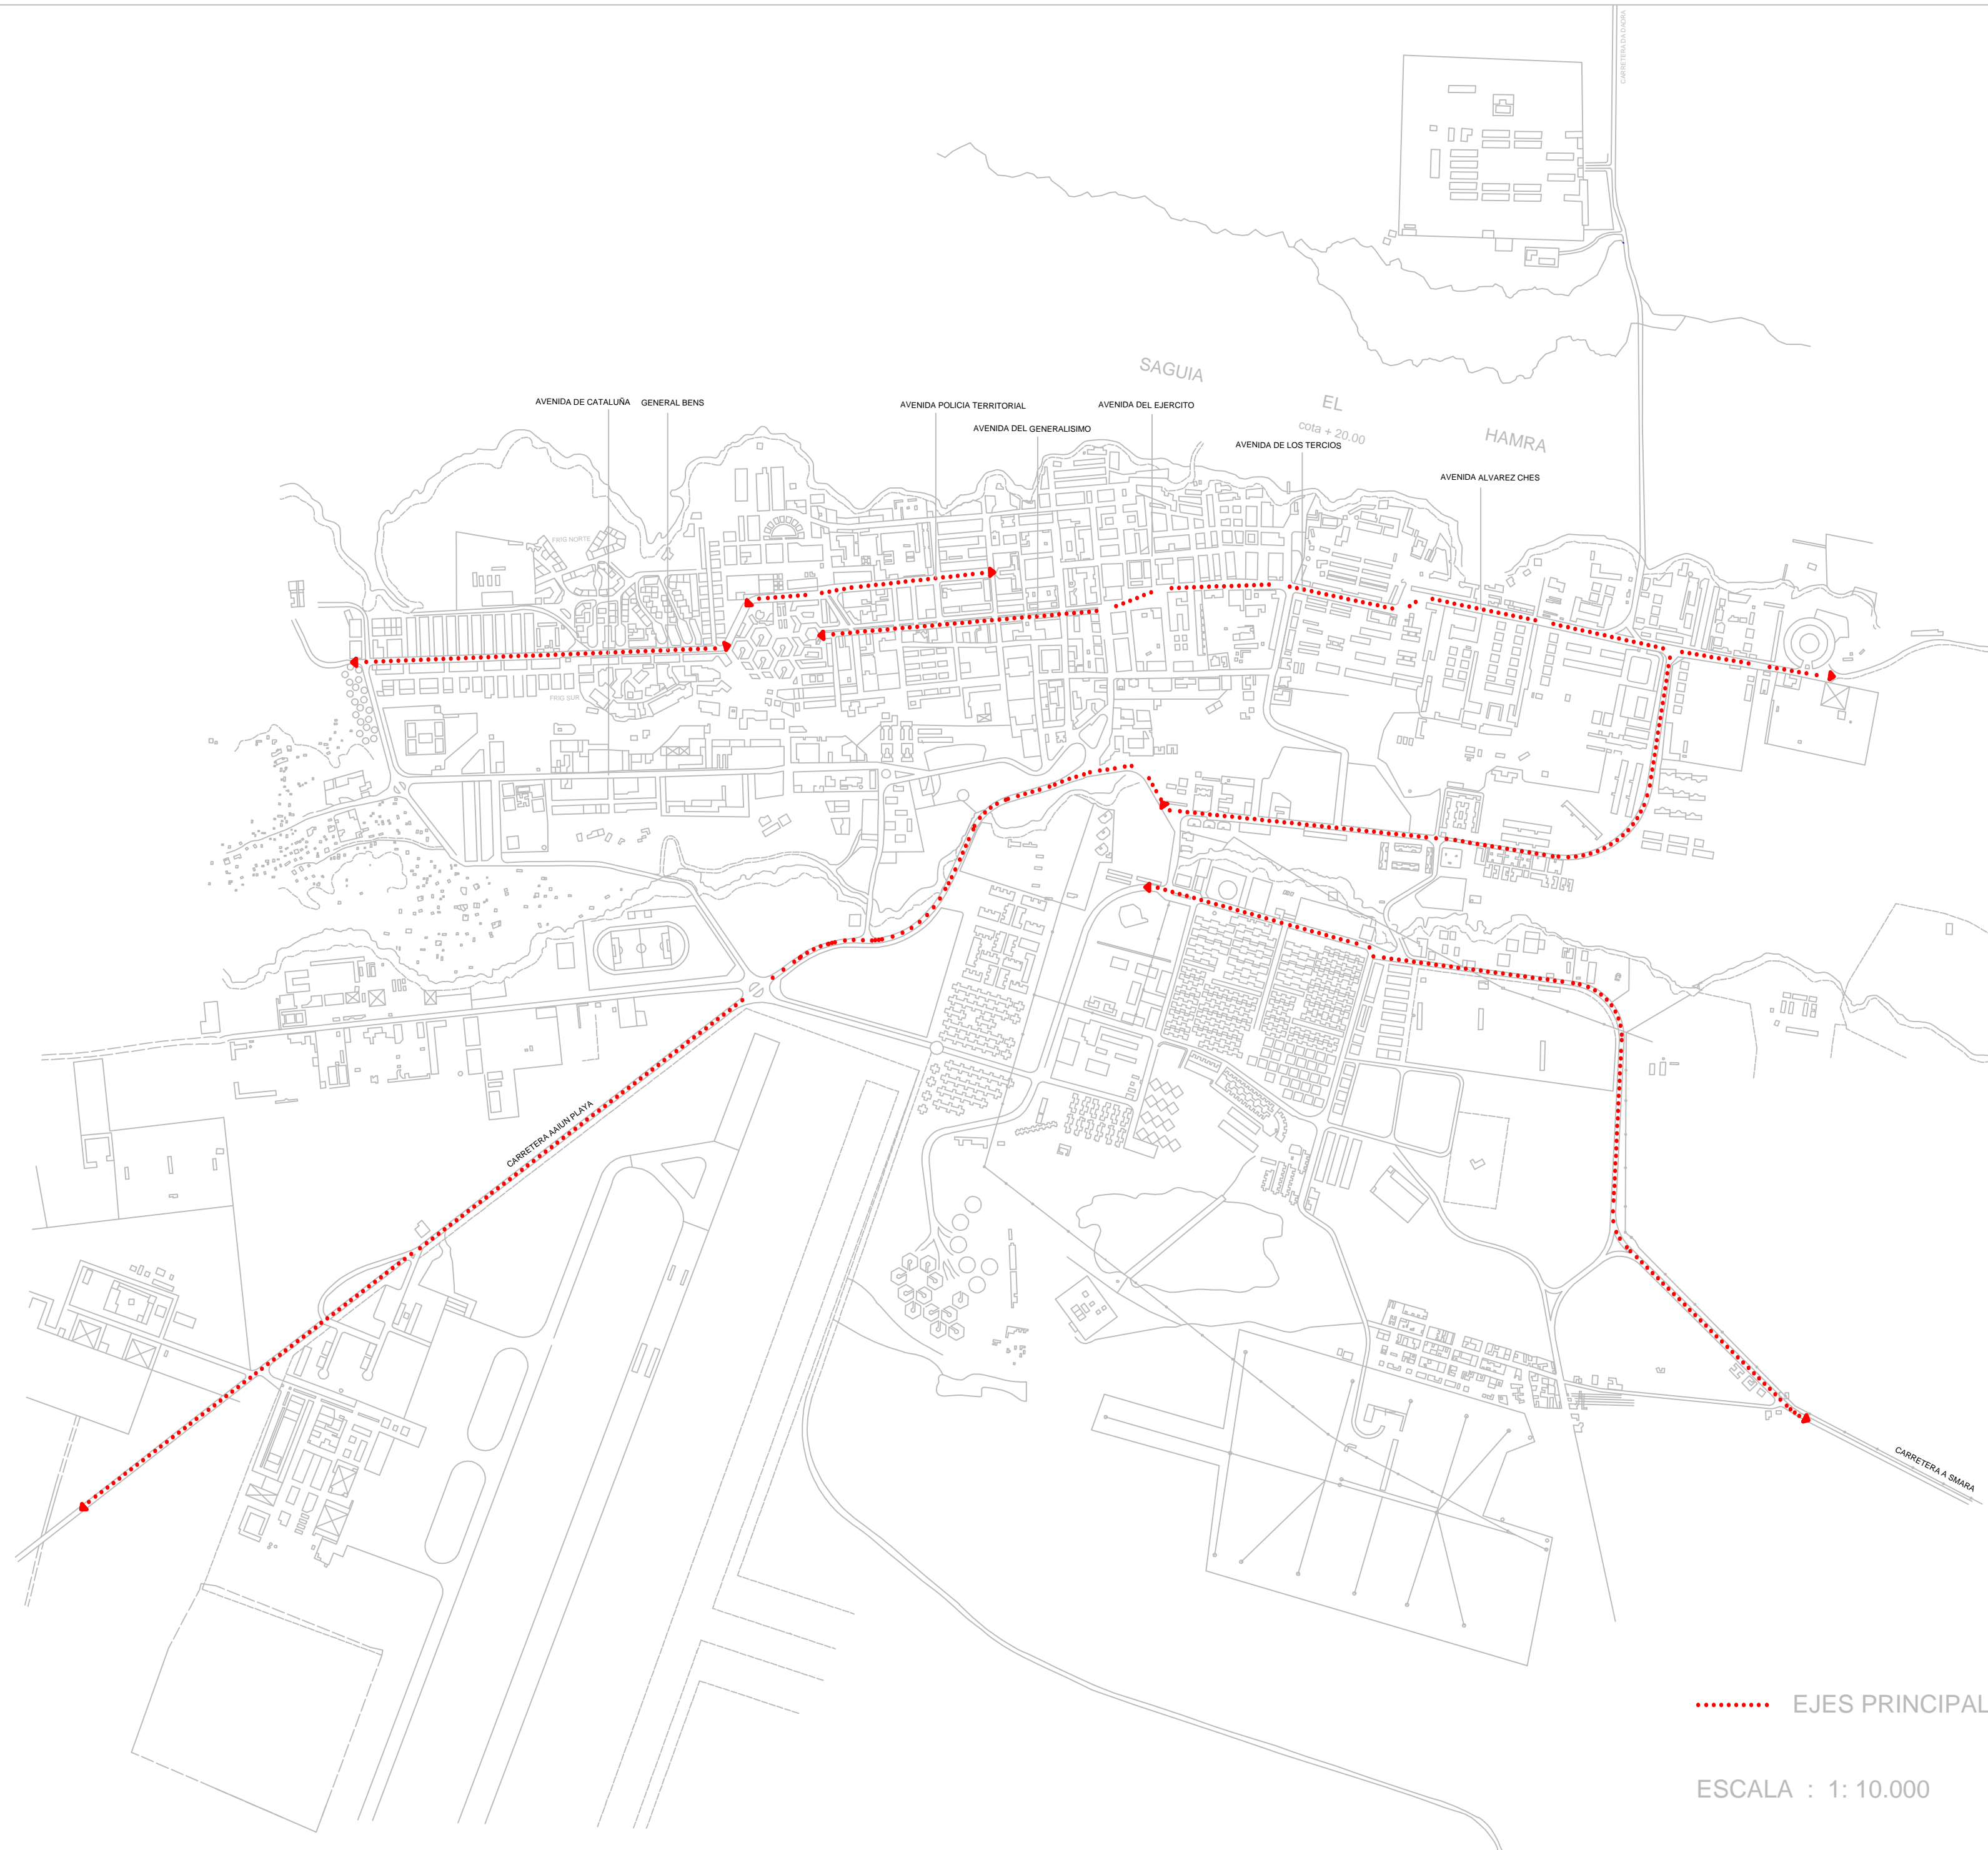 CARRETERA DA DAORA
SAGUIA
EL
cota + 20.00
HAMRA
AVENIDA DE CATALUÑA
GENERAL BENS
AVENIDA POLICIA TERRITORIAL
AVENIDA DEL EJERCITO
AVENIDA DEL GENERALISIMO
AVENIDA DE LOS TERCIOS
AVENIDA ALVAREZ CHES
FRIG NORTE
FRIG SUR
CARRETERA AAIUN PLAYA
CARRETERA A SMARA
EJES PRINCIPAL
ESCALA : 1: 10.000